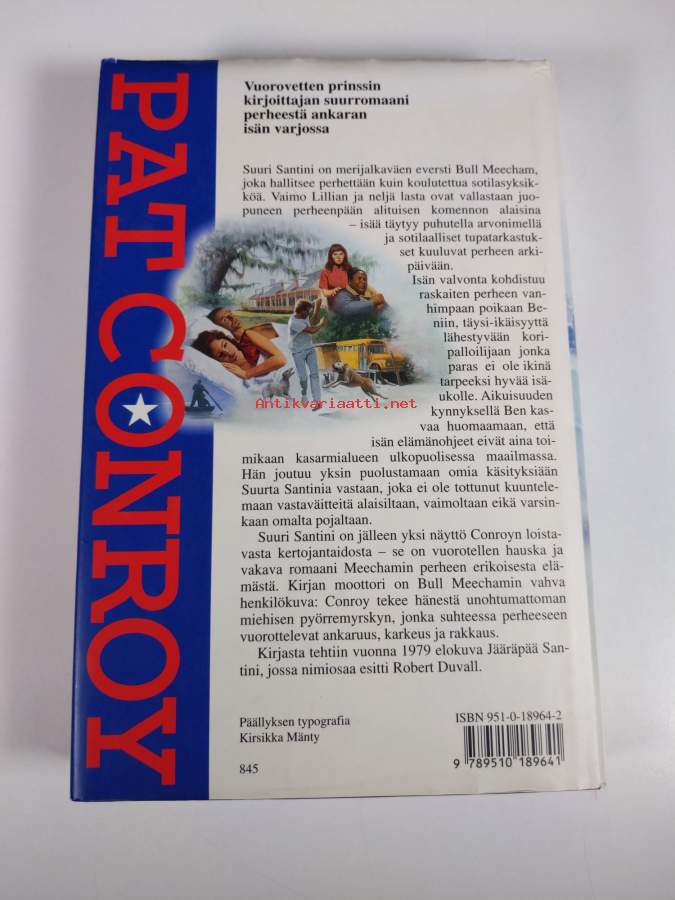 PAT CONROY
Vuorovetten prinssin
kirjoittajan suurromaani
perheestä ankaran
isän varjossa
Suuri Santini on merijalkaväen eversti Bull Meecham,
joka hallitsee perhettään kuin koulutettua sotilasyksik-
köä. Vaimo Lillian ja neljä lasta ovat vallastaan juo-
puneen perheenpään alituisen komennon alaisina
– isää täytyy puhutella arvonimellä
ja sotilaalliset tupatarkastuk-
set kuuluvat perheen arki-
päivään.
Isän valvonta kohdistuu
raskaiten perheen van-
himpaan poikaan Be-
niin, täysi-ikäisyyttä
lähestyvään kori-
palloilijaan jonka
paras ei ole ikinä
tarpeeksi hyvää isä-
ukolle. Aikuisuuden
kynnyksellä Ben kas-
vaa huomaamaan, että
isän elämänohjeet eivät aina toi-
mikaan kasarmialueen ulkopuolisessa maailmassa.
Hän joutuu yksin puolustamaan omia käsityksiään
Suurta Santinia vastaan, joka ei ole tottunut kuuntele-
maan vastaväitteitä alaisiltaan, vaimoltaan eikä varsin-
kaan omalta pojaltaan.
Suuri Santini on jälleen yksi näyttö Conroyn loista-
vasta kertojantaidosta – se on vuorotellen hauska ja
vakava romaani Meechamin perheen erikoisesta elä-
mästä. Kirjan moottori on Bull Meechamin vahva
henkilökuva: Conroy tekee hänestä unohtumattoman
miehisen pyörremyrskyn, jonka suhteessa perheeseen
vuorottelevat ankaruus, karkeus ja rakkaus.
Kirjasta tehtiin vuonna 1979 elokuva Jääräpää San-
tini, jossa nimiosaa esitti Robert Duvall.
Antikvariaatti.net
Päällyksen typografia
Kirsikka Mänty
845
ISBN 951-0-18964-2
9 789510 189641